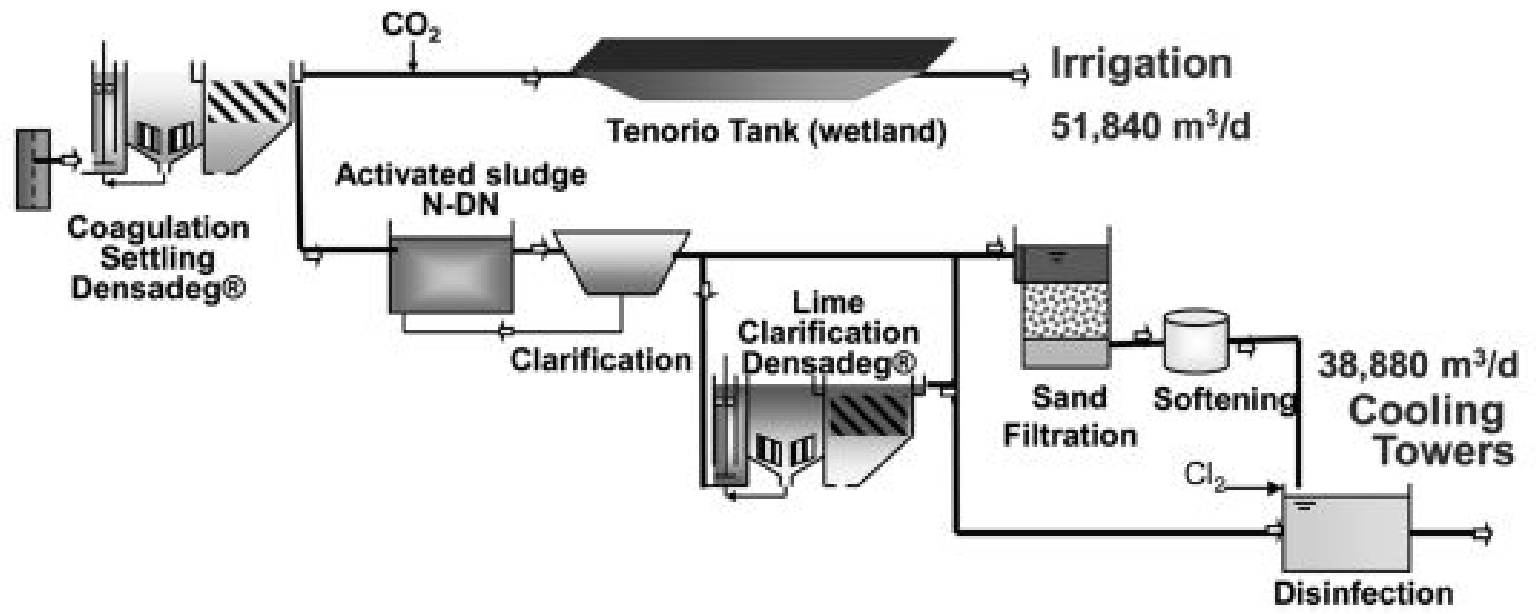 CO₂
Irrigation
51,840 m³/d
Tenorio Tank (wetland)
Activated sludge
N-DN
Coagulation
Settling
Densadeg®
Lime
Clarification
Densadeg®
Clarification
Sand
Filtration
Softening
38,880 m³/d
Cooling
Towers
Cl₂
Disinfection